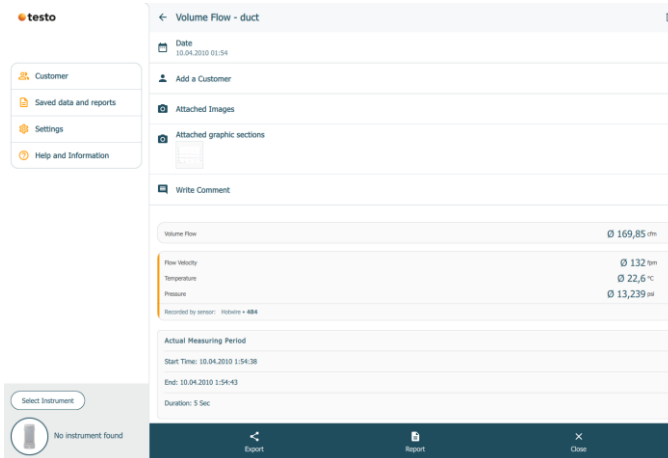 testo
Customer
Saved data and reports
Settings
Help and Information
Select Instrument
No instrument found
Volume Flow - duct
Date
10.04.2010 01:54
Add a Customer
Attached Images
Attached graphic sections
Write Comment
Volume Flow Ø 169,85 cfm
Flow Velocity Ø 132 fpm
Temperature Ø 22,6 °C
Pressure Ø 13,239 psi
Recorded by sensor: Hotwire • 484
Actual Measuring Period
Start Time: 10.04.2010 1:54:38
End: 10.04.2010 1:54:43
Duration: 5 Sec
Export
Report
Close